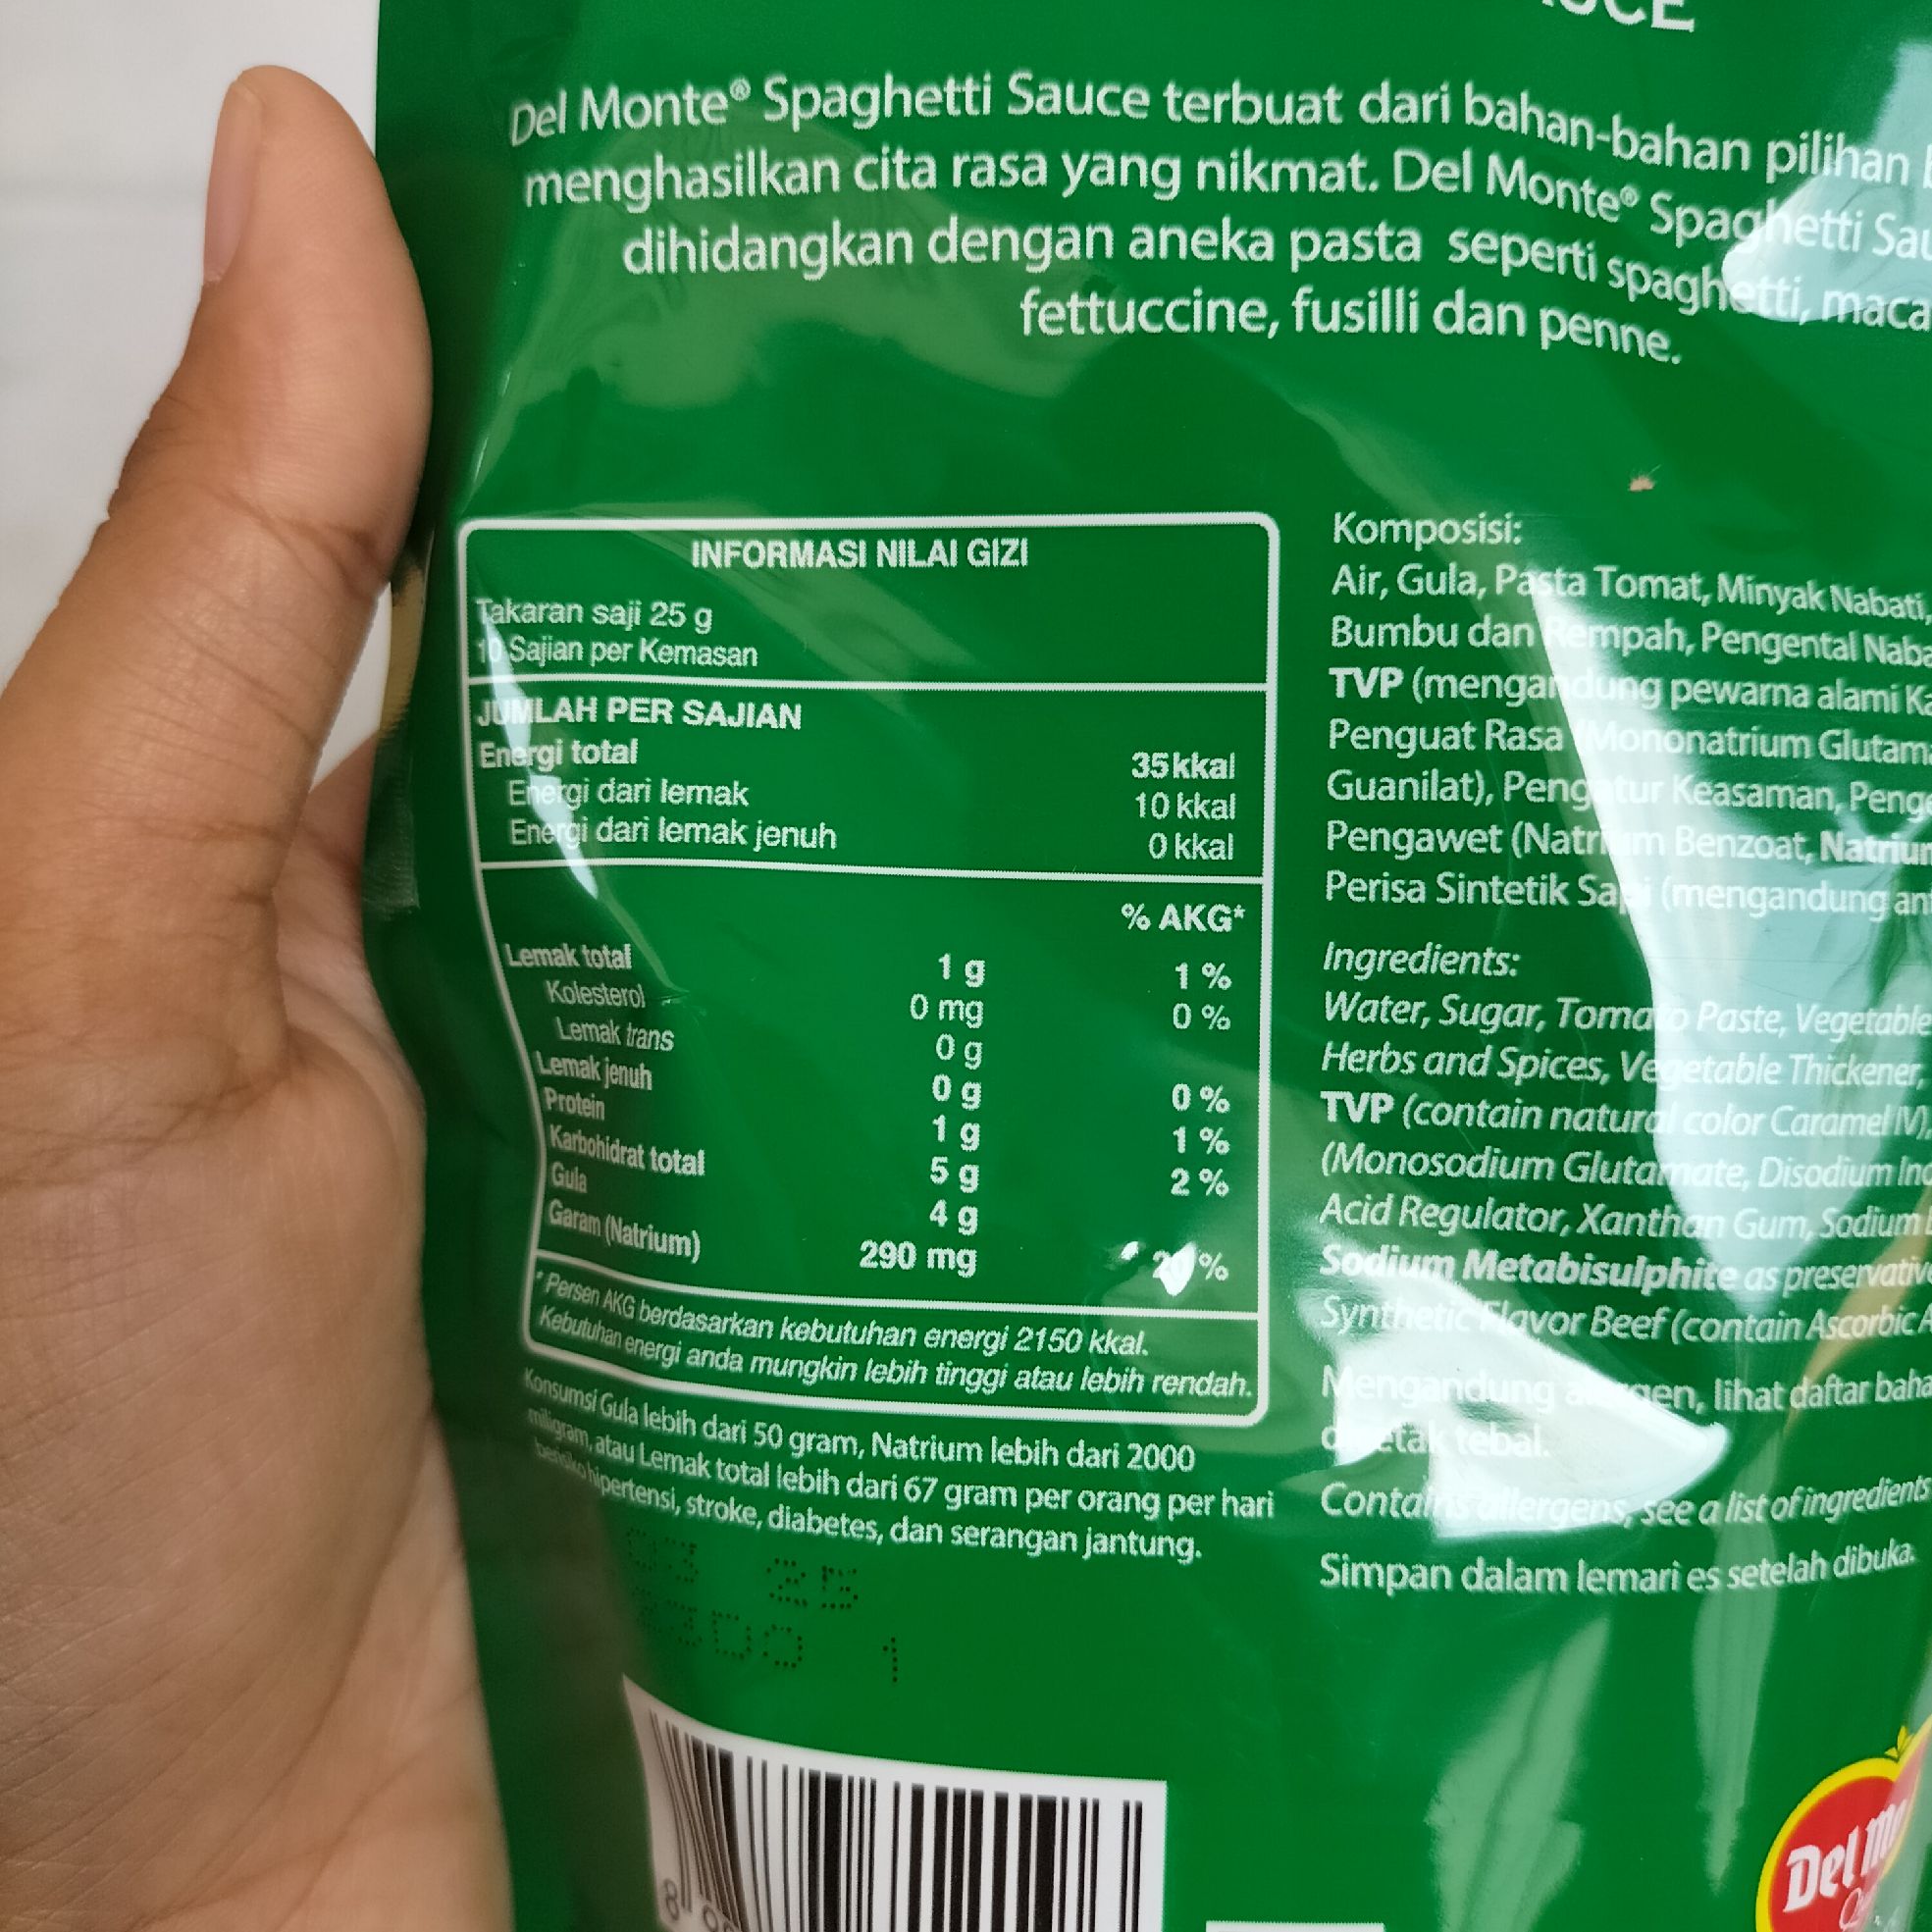 Del Monte® Spaghetti Sauce terbuat dari bahan-bahan pilihan
menghasilkan cita rasa yang nikmat. Del Monte® Spaghetti Sau
dihidangkan dengan aneka pasta seperti spaghetti, maca
fettuccine, fusilli dan penne.
INFORMASI NILAI GIZI
Takaran saji 25 g
10 Sajian per Kemasan
JUMLAH PER SAJIAN
Energi total 35 kkal
Energi dari lemak 10 kkal
Energi dari lemak jenuh 0 kkal
% AKG*
Lemak total 1 g 1 %
Kolesterol 0 mg 0 %
Lemak trans 0 g
Lemak jenuh 0 g 0 %
Protein 1 g 1 %
Karbohidrat total 5 g 2 %
Gula 4 g
Garam (Natrium) 290 mg %
* Persen AKG berdasarkan kebutuhan energi 2150 kkal.
Kebutuhan energi anda mungkin lebih tinggi atau lebih rendah.
Konsumsi Gula lebih dari 50 gram, Natrium lebih dari 2000
miligram, atau Lemak total lebih dari 67 gram per orang per hari
berisiko hipertensi, stroke, diabetes, dan serangan jantung.
Komposisi:
Air, Gula, Pasta Tomat, Minyak Nabati,
Bumbu dan Rempah, Pengental Naba
TVP (mengandung pewarna alami Ka
Penguat Rasa (Mononatrium Glutam
Guanilat), Pengatur Keasaman, Peng
Pengawet (Natrium Benzoat, Natrium
Perisa Sintetik Sapi (mengandung an
Ingredients:
Water, Sugar, Tomato Paste, Vegetable
Herbs and Spices, Vegetable Thickener,
TVP (contain natural color Caramel IV),
(Monosodium Glutamate, Disodium Ino
Acid Regulator, Xanthan Gum, Sodium
Sodium Metabisulphite as preservative
Synthetic Flavor Beef (contain Ascorbic A
Mengandung alergen, lihat daftar baha
dicetak tebal.
Contains allergens, see a list of ingredients
Simpan dalam lemari es setelah dibuka.
25
1
8
Del Mo